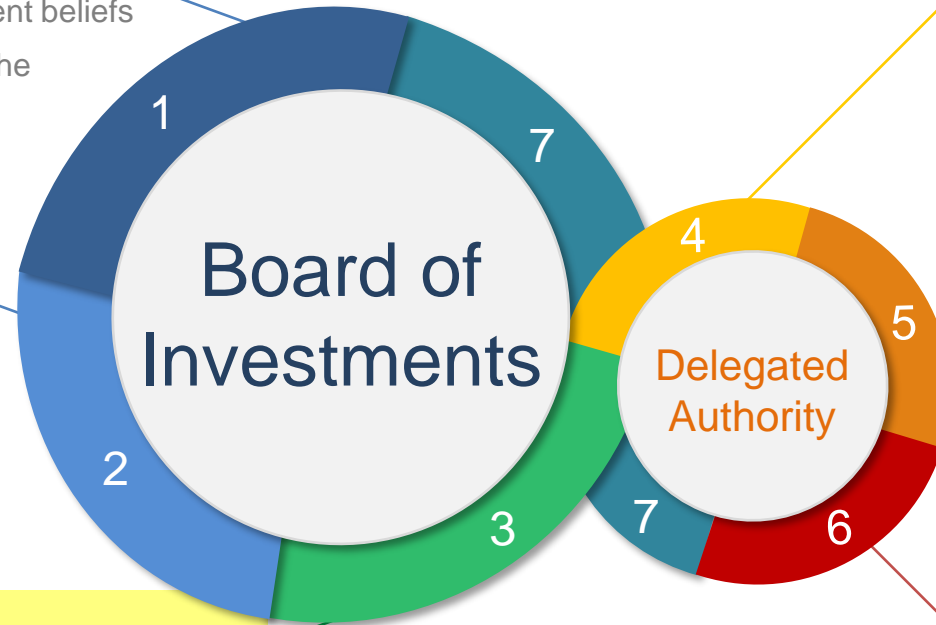 ent beliefs
he
1
7
Board of
Investments
4
5
Delegated
Authority
2
3
7
6